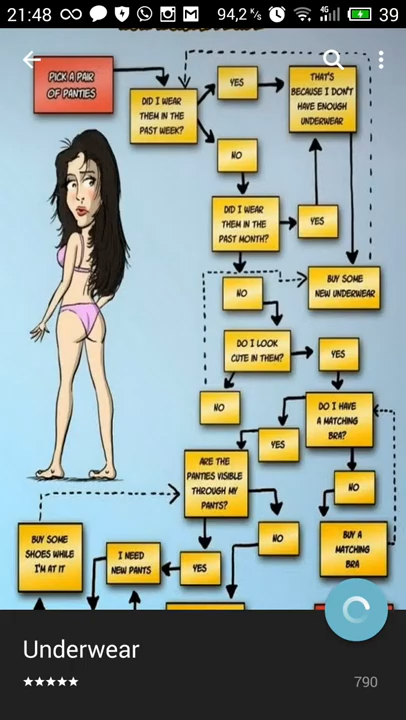 21:48
94,2 K/s
4G
39
PICK A PAIR
OF PANTIES
DID I WEAR
THEM IN THE
PAST WEEK?
YES
THAT'S
BECAUSE I DON'T
HAVE ENOUGH
UNDERWEAR
NO
DID I WEAR
THEM IN THE
PAST MONTH?
YES
BUY SOME
NEW UNDERWEAR
NO
DO I LOOK
CUTE IN THEM?
YES
NO
DO I HAVE
A MATCHING
BRA?
YES
ARE THE
PANTIES VISIBLE
THROUGH MY
PANTS?
NO
NO
BUY A
MATCHING
BRA
BUY SOME
SHOES WHILE
I'M AT IT
I NEED
NEW PANTS
YES
Underwear
790